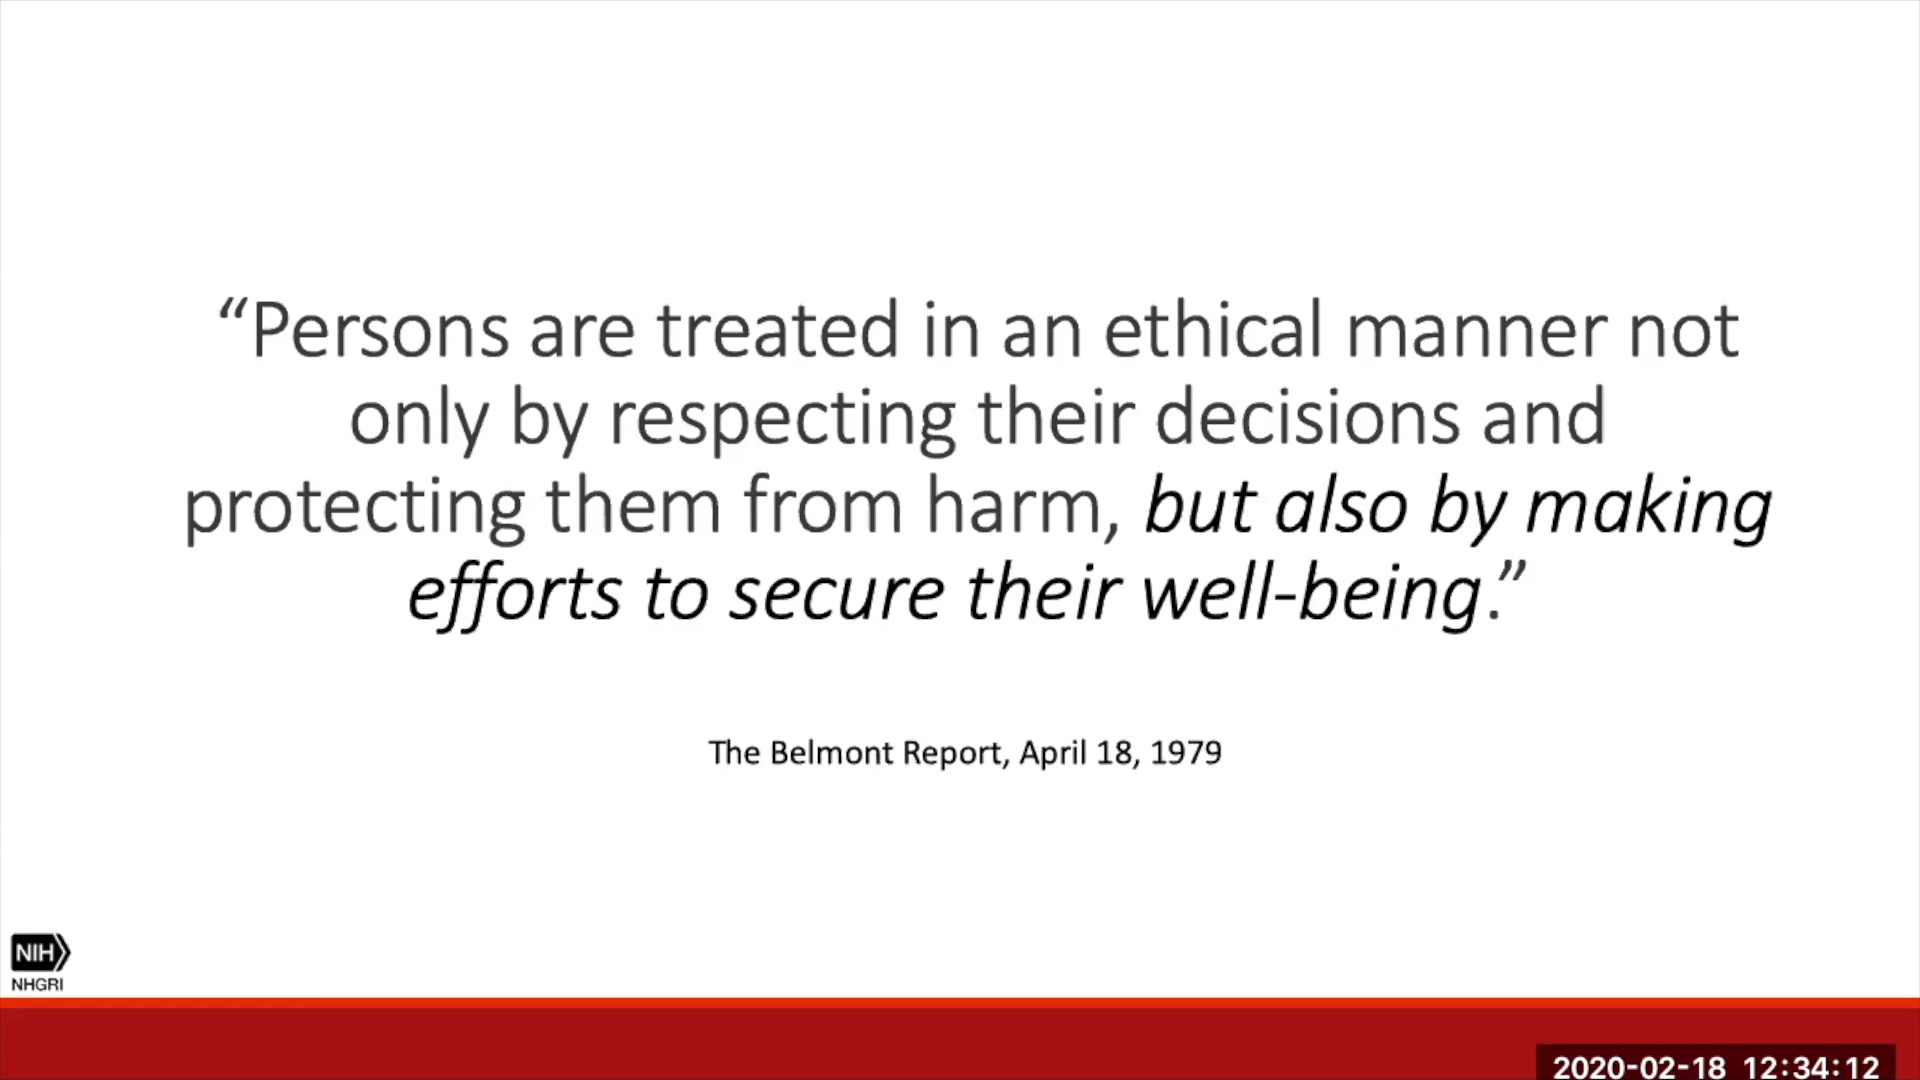 “Persons are treated in an ethical manner not
only by respecting their decisions and
protecting them from harm, but also by making
efforts to secure their well-being.”
The Belmont Report, April 18, 1979
NIH
NHGRI
2020-02-18 12:34:12